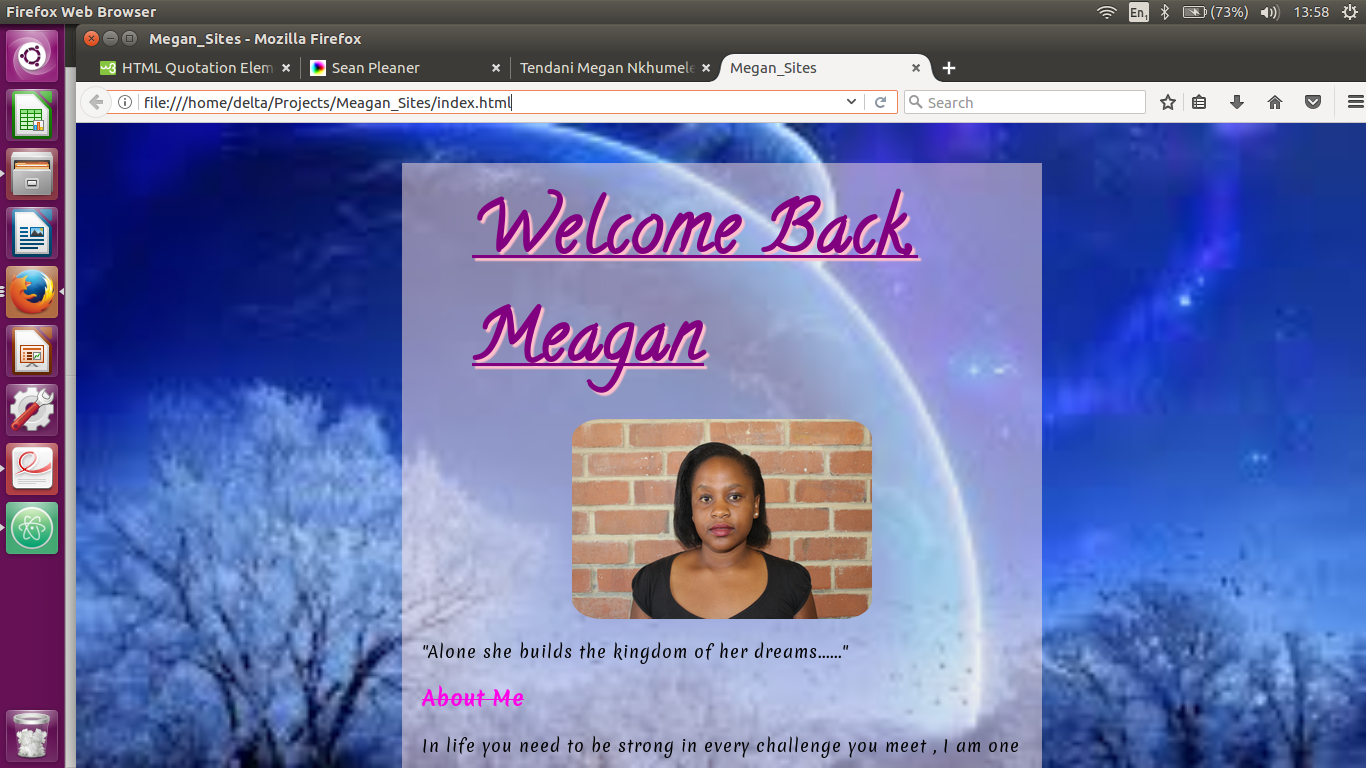 Firefox Web Browser
En1
(73%)
13:58
Megan_Sites - Mozilla Firefox
HTML Quotation Elem
Sean Pleaner
Tendani Megan Nkhumele
Megan_Sites
file:///home/delta/Projects/Meagan_Sites/index.html
Search
Welcome Back,
Meagan
"Alone she builds the kingdom of her dreams......"
About Me
In life you need to be strong in every challenge you meet , I am one